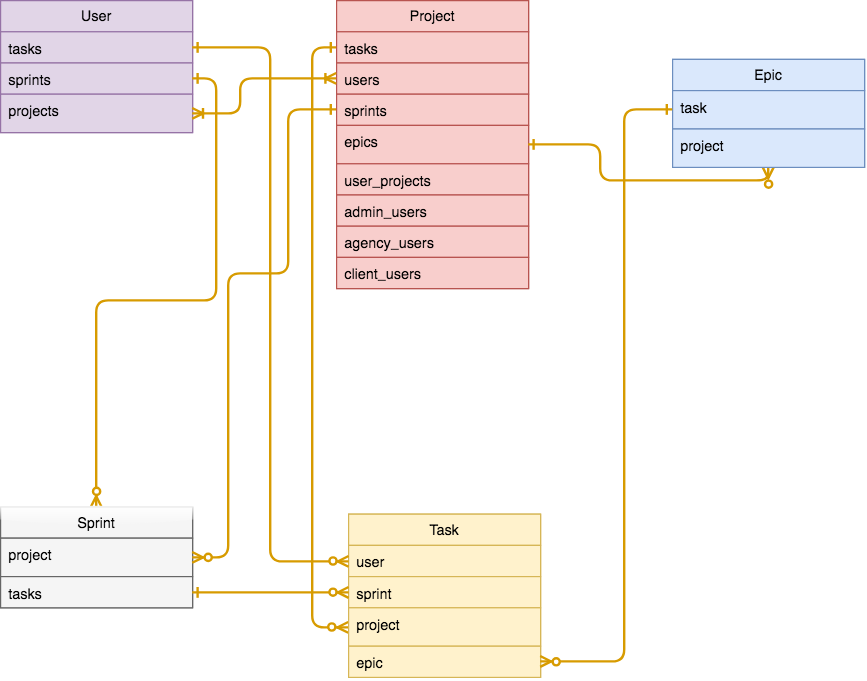 User
tasks
sprints
projects
Project
tasks
users
sprints
epics
user_projects
admin_users
agency_users
client_users
Epic
task
project
Sprint
project
tasks
Task
user
sprint
project
epic